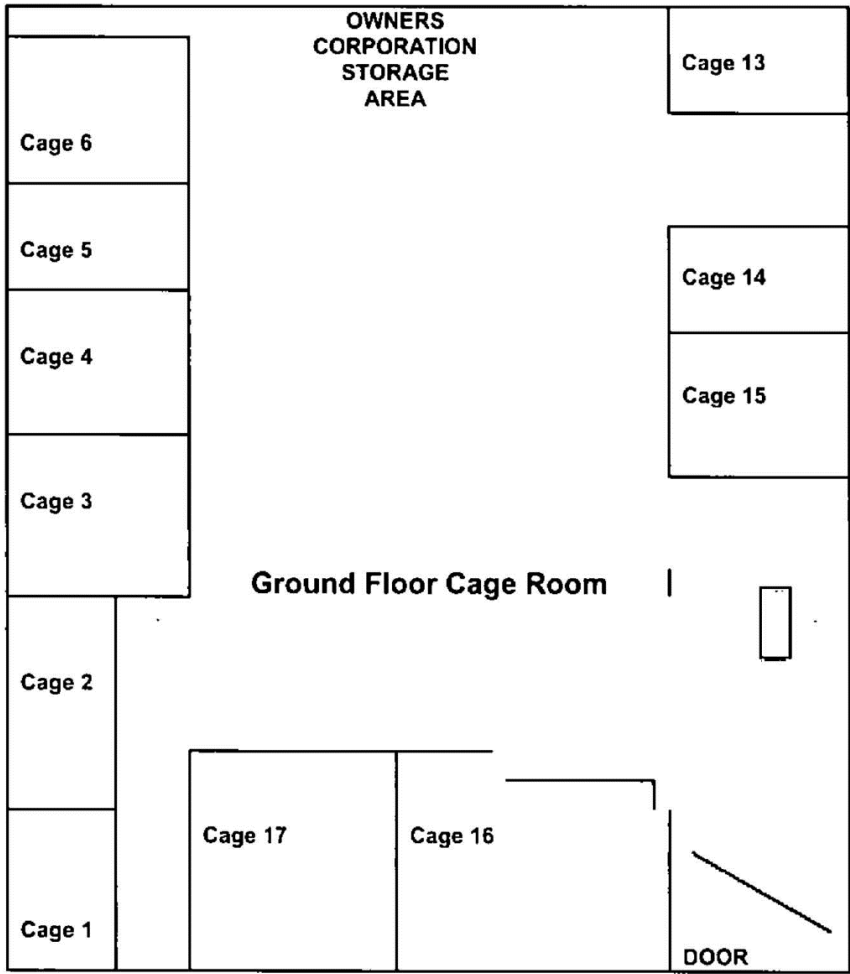 OWNERS
CORPORATION
STORAGE
AREA
Cage 13
Cage 6
Cage 5
Cage 14
Cage 4
Cage 15
Cage 3
Ground Floor Cage Room
Cage 2
Cage 17
Cage 16
Cage 1
DOOR